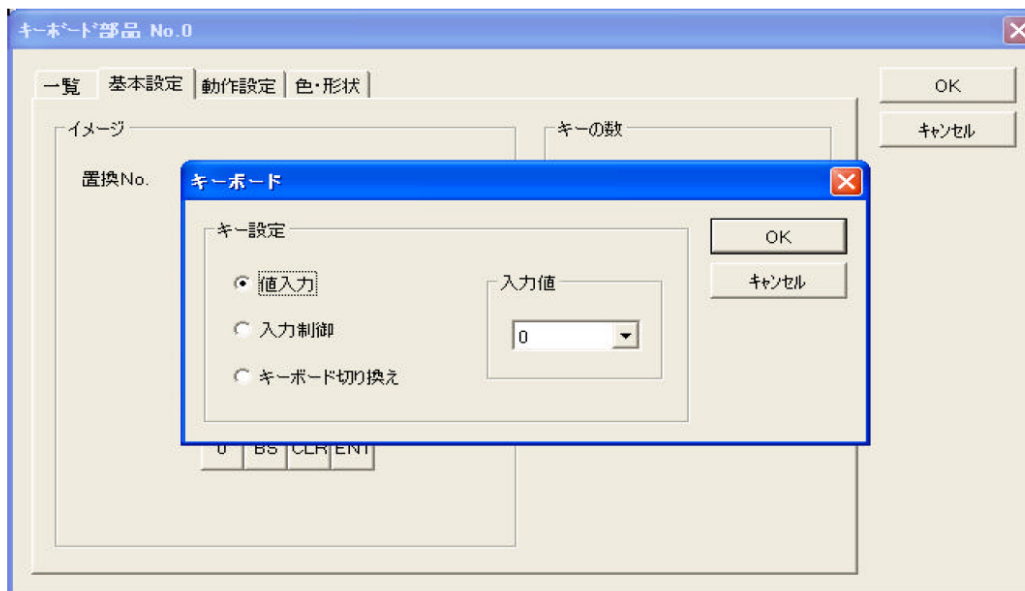 キーボード部品 No.0
一覧 基本設定 動作設定 色・形状
OK
キャンセル
イメージ
キーの数
置換No.
キーボード
キー設定
値入力
入力制御
キーボード切り換え
入力値
0
OK
キャンセル
0 BS CLR ENT